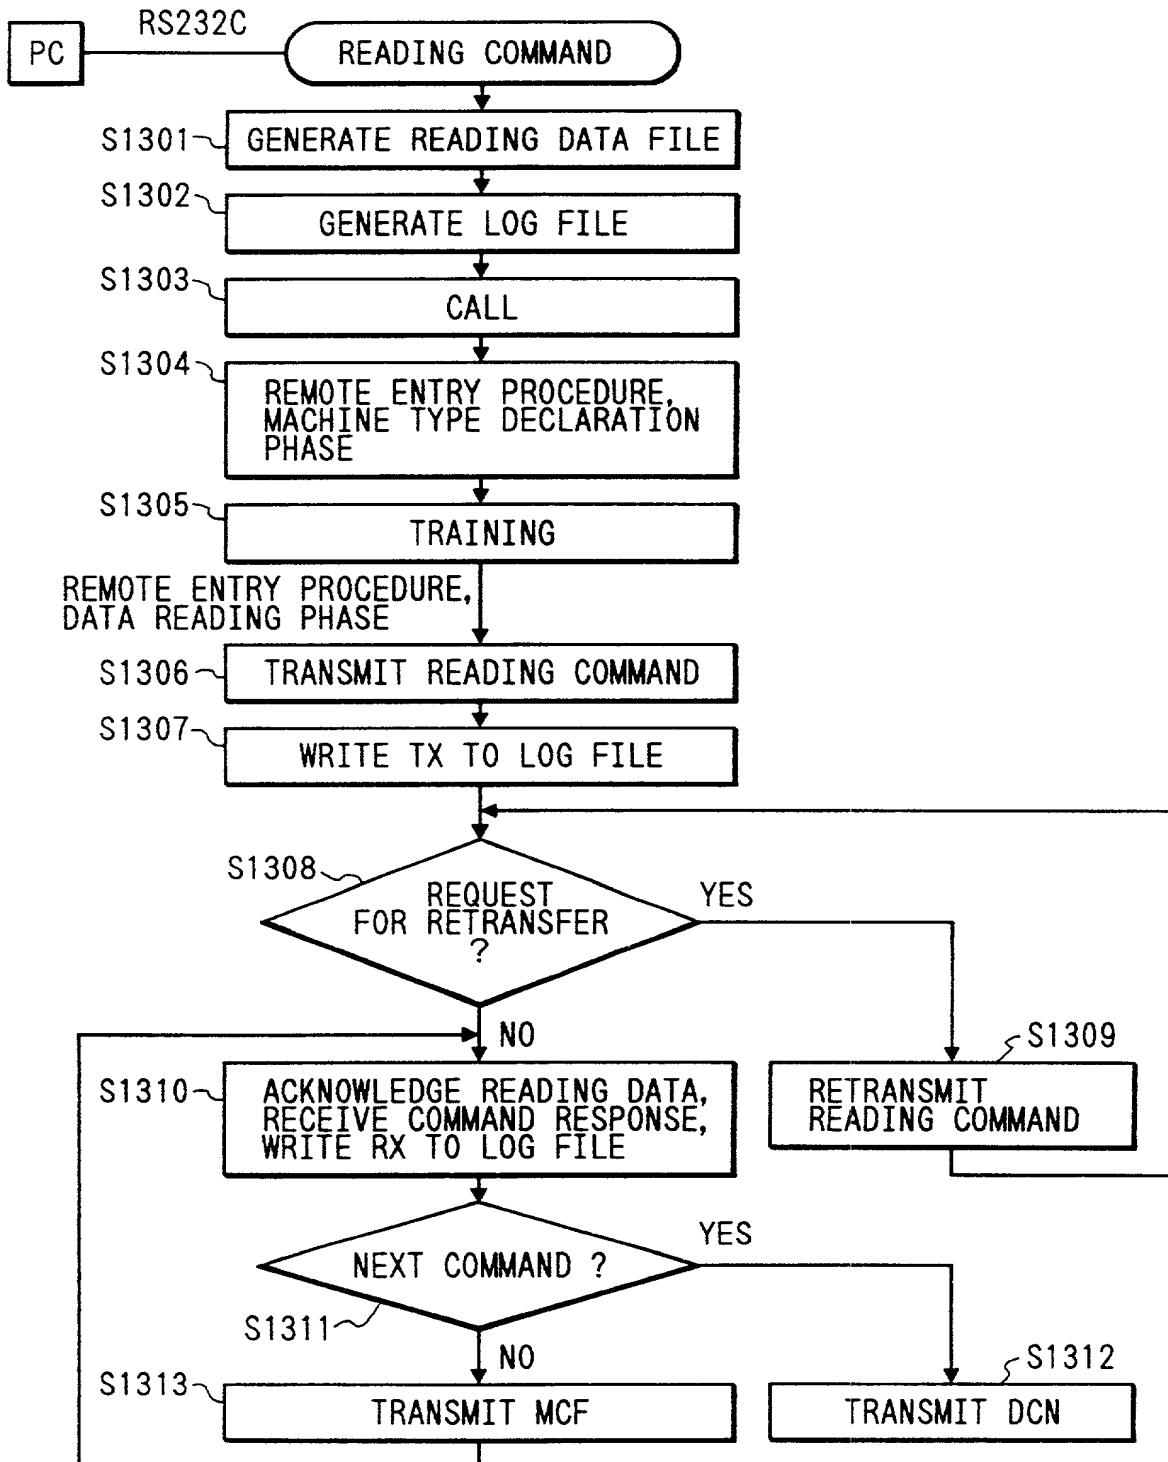 RS232C
PC
READING COMMAND
S1301
GENERATE READING DATA FILE
S1302
GENERATE LOG FILE
S1303
CALL
S1304
REMOTE ENTRY PROCEDURE,
MACHINE TYPE DECLARATION
PHASE
S1305
TRAINING
REMOTE ENTRY PROCEDURE,
DATA READING PHASE
S1306
TRANSMIT READING COMMAND
S1307
WRITE TX TO LOG FILE
S1308
REQUEST
FOR RETRANSFER
?
YES
NO
S1309
RETRANSMIT
READING COMMAND
S1310
ACKNOWLEDGE READING DATA,
RECEIVE COMMAND RESPONSE,
WRITE RX TO LOG FILE
NEXT COMMAND ?
YES
S1311
NO
S1312
TRANSMIT DCN
S1313
TRANSMIT MCF